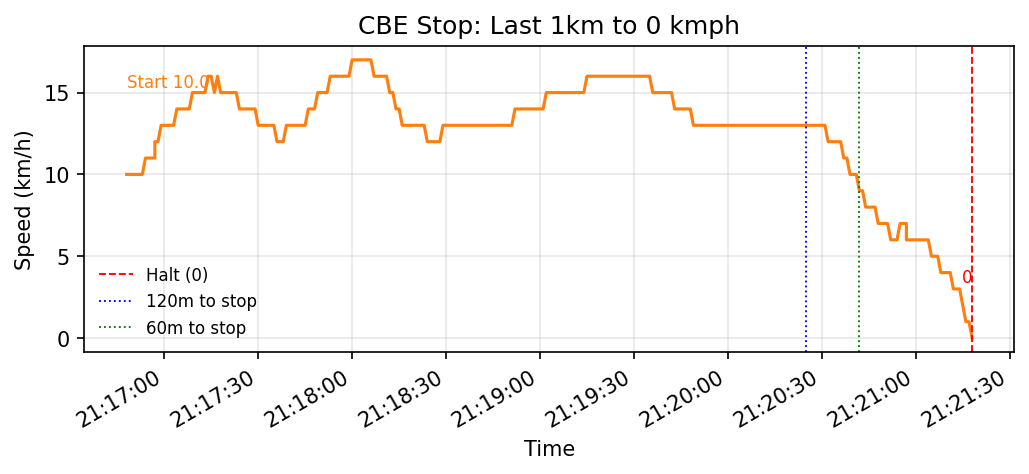 CBE Stop: Last 1km to 0 kmph
Speed (km/h)
15
10
5
0
Start 10.0
0
Halt (0)
120m to stop
60m to stop
21:17:00
21:17:30
21:18:00
21:18:30
21:19:00
21:19:30
21:20:00
21:20:30
21:21:00
21:21:30
Time